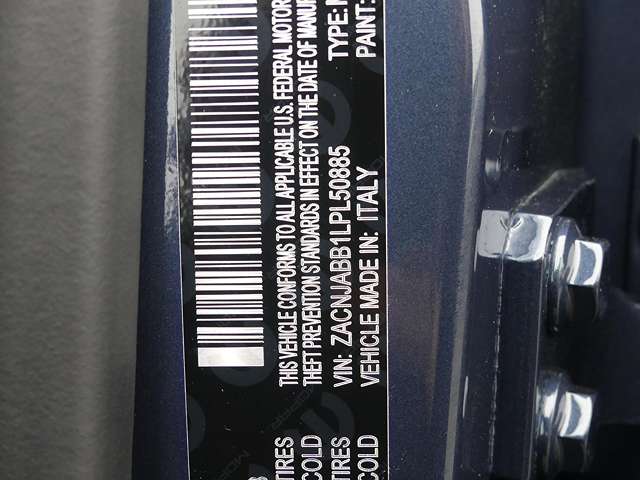 THIS VEHICLE CONFORMS TO ALL APPLICABLE U.S. FEDERAL MOTOR
THEFT PREVENTION STANDARDS IN EFFECT ON THE DATE OF MANUF
VIN: ZACNJABB1LPL50885 TYPE:
VEHICLE MADE IN: ITALY PAINT:
TIRES
COLD
TIRES
COLD